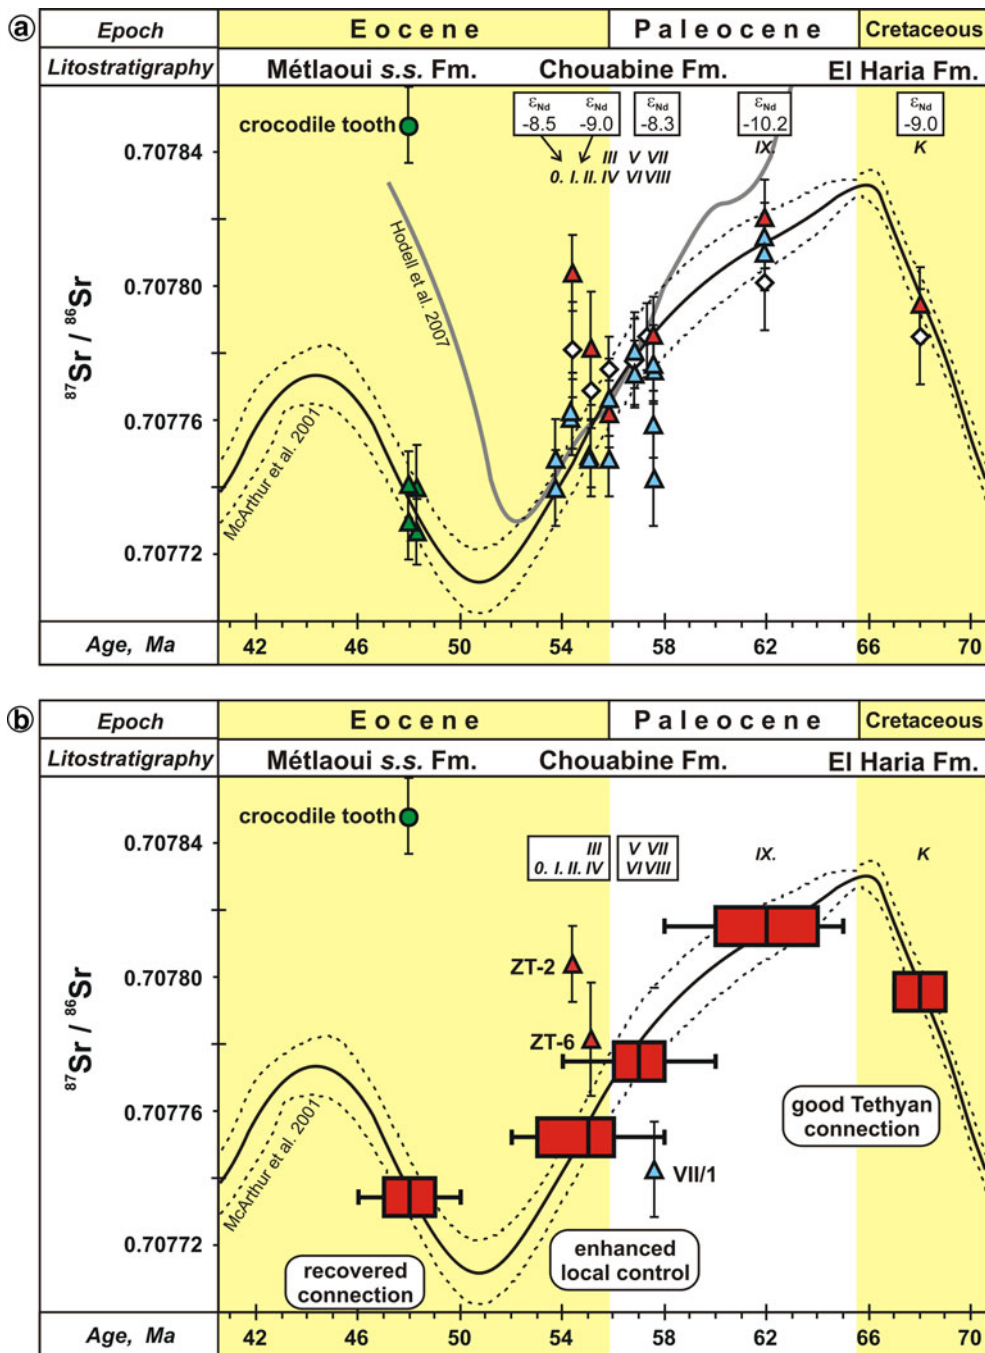 a
Epoch
Eocene
Paleocene
Cretaceous
Litostratigraphy
Métlaoui s.s. Fm.
Chouabine Fm.
El Haria Fm.
crocodile tooth
εNd
-8.5
εNd
-9.0
εNd
-8.3
εNd
-10.2
εNd
-9.0
III V VII IX. K
0. I. II. IV VI VIII
0.70784
0.70780
0.70776
0.70772
87Sr / 86Sr
Hodell et al. 2007
McArthur et al. 2001
Age, Ma
42 46 50 54 58 62 66 70
b
Epoch
Eocene
Paleocene
Cretaceous
Litostratigraphy
Métlaoui s.s. Fm.
Chouabine Fm.
El Haria Fm.
crocodile tooth
III V VII IX. K
0. I. II. IV VI VIII
0.70784
0.70780
0.70776
0.70772
87Sr / 86Sr
ZT-2
ZT-6
VII/1
McArthur et al. 2001
good Tethyan
connection
enhanced
local control
recovered
connection
Age, Ma
42 46 50 54 58 62 66 70